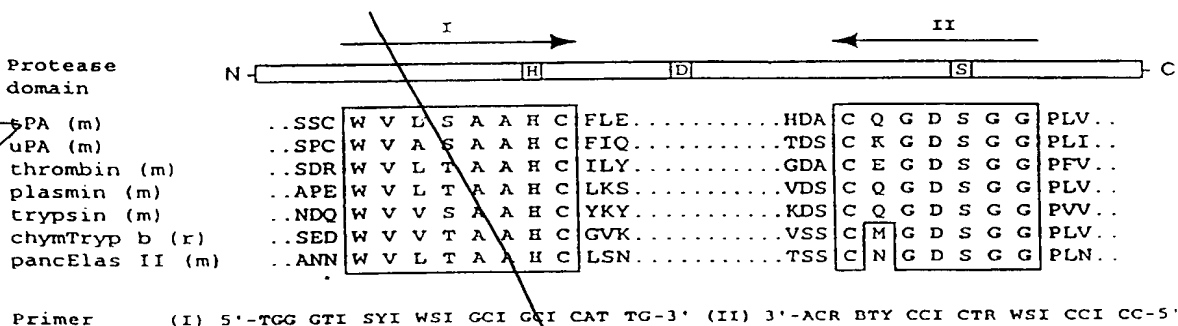 I II
Protease domain N- H D S - C
tPA (m) ..SSC W V L S A A H C FLE...........HDA C Q G D S G G PLV..
uPA (m) ..SPC W V A S A A H C FIQ...........TDS C K G D S G G PLI..
thrombin (m) ..SDR W V L T A A H C ILY...........GDA C E G D S G G PFV..
plasmin (m) ..APE W V L T A A H C LKS...........VDS C Q G D S G G PLV..
trypsin (m) ..NDQ W V V S A A H C YKY...........KDS C Q G D S G G PVV..
chymTryp b (r) ..SED W V V T A A H C GVK...........VSS C M G D S G G PLV..
pancElas II (m) ..ANN W V L T A A H C LSN...........TSS C N G D S G G PLN..
Primer (I) 5'-TGG GTI SYI WSI GCI GCI CAT TG-3' (II) 3'-ACR BTY CCI CTR WSI CCI CC-5'